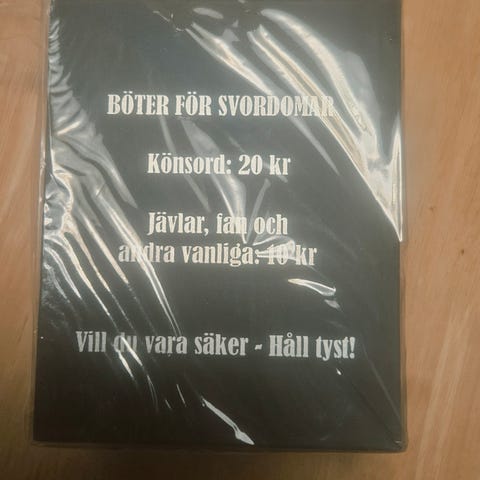 BÖTER FÖR SVORDOMAR
Könsord: 20 kr
Jävlar, fan och
andra vanliga: 10 kr
Vill du vara säker - Håll tyst!